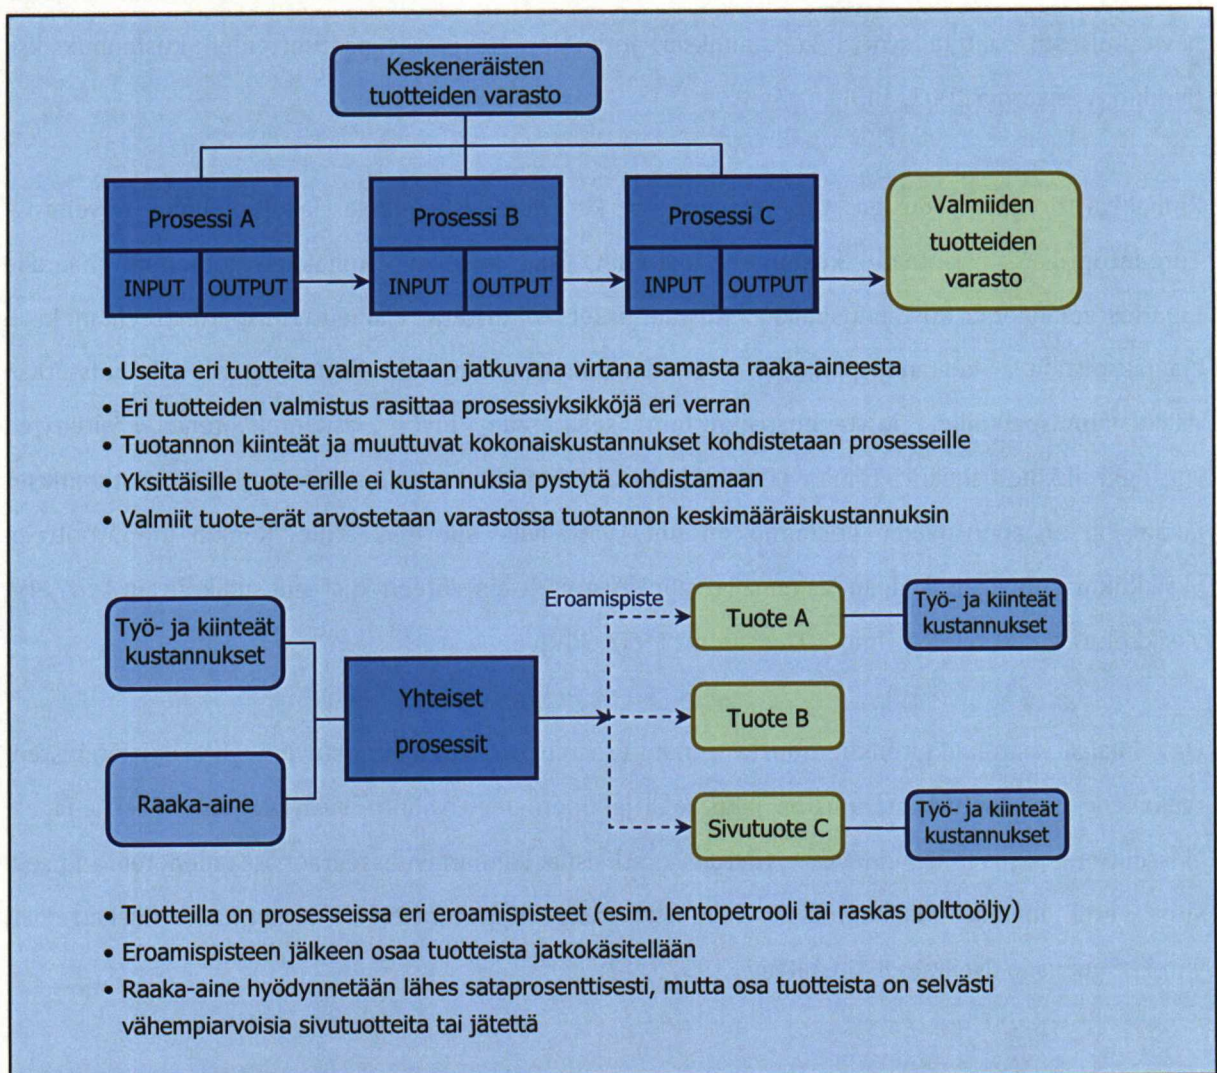 Keskeneräisten
tuotteiden varasto
Prosessi A
Prosessi B
Prosessi C
INPUT OUTPUT
INPUT OUTPUT
INPUT OUTPUT
Valmiiden
tuotteiden
varasto
• Useita eri tuotteita valmistetaan jatkuvana virtana samasta raaka-aineesta
• Eri tuotteiden valmistus rasittaa prosessiyksikköjä eri verran
• Tuotannon kiinteät ja muuttuvat kokonaiskustannukset kohdistetaan prosesseille
• Yksittäisille tuote-erille ei kustannuksia pystytä kohdistamaan
• Valmiit tuote-erät arvostetaan varastossa tuotannon keskimääräiskustannuksin
Työ- ja kiinteät
kustannukset
Raaka-aine
Yhteiset
prosessit
Eroamispiste
Tuote A
Työ- ja kiinteät
kustannukset
Tuote B
Sivutuote C
Työ- ja kiinteät
kustannukset
• Tuotteilla on prosesseissa eri eroamispisteet (esim. lentopetrooli tai raskas polttoöljy)
• Eroamispisteen jälkeen osaa tuotteista jatkokäsitellään
• Raaka-aine hyödynnetään lähes sataprosenttisesti, mutta osa tuotteista on selvästi
vähempiarvoisia sivutuotteita tai jätettä